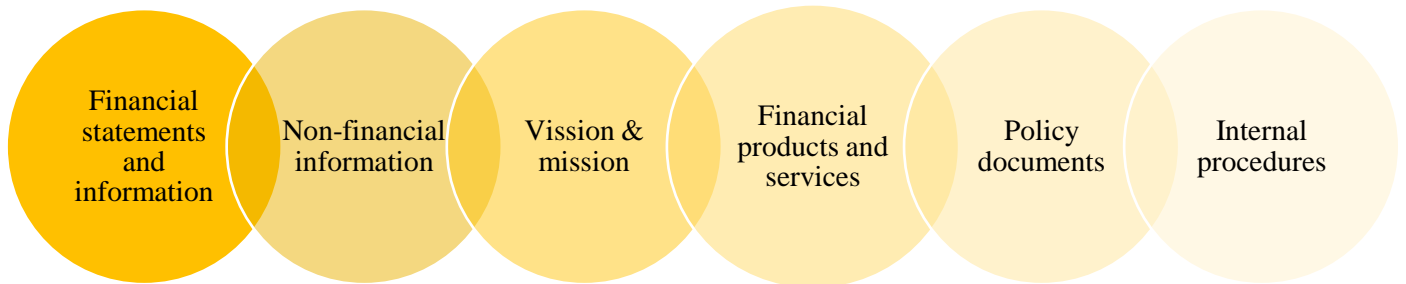 Financial
statements
and
information
Non-financial
information
Vission &
mission
Financial
products and
services
Policy
documents
Internal
procedures